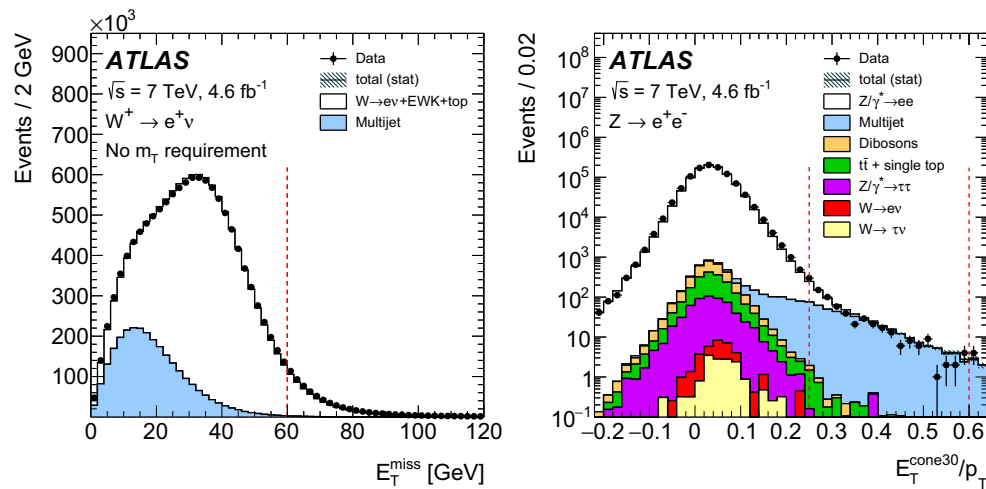 ×10³
Events / 2 GeV
900
800
700
600
500
400
300
200
100
ATLAS
√s = 7 TeV, 4.6 fb⁻¹
W⁺ → e⁺ν
No m_T requirement
Data
total (stat)
W→eν+EWK+top
Multijet
0 20 40 60 80 100 120
E_T^miss [GeV]
Events / 0.02
10⁸
10⁷
10⁶
10⁵
10⁴
10³
10²
10
1
10⁻¹
ATLAS
√s = 7 TeV, 4.6 fb⁻¹
Z → e⁺e⁻
Data
total (stat)
Z/γ*→ee
Multijet
Dibosons
tt̄ + single top
Z/γ*→ττ
W→eν
W→ τν
−0.2 −0.1 0 0.1 0.2 0.3 0.4 0.5 0.6
E_T^cone30/p_T